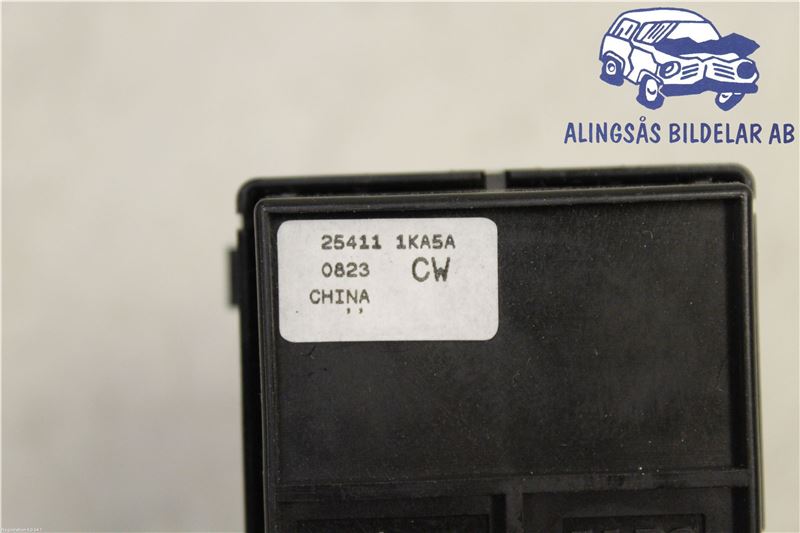 ALINGSÅS BILDELAR AB
25411 1KA5A
0823 CW
CHINA
,,